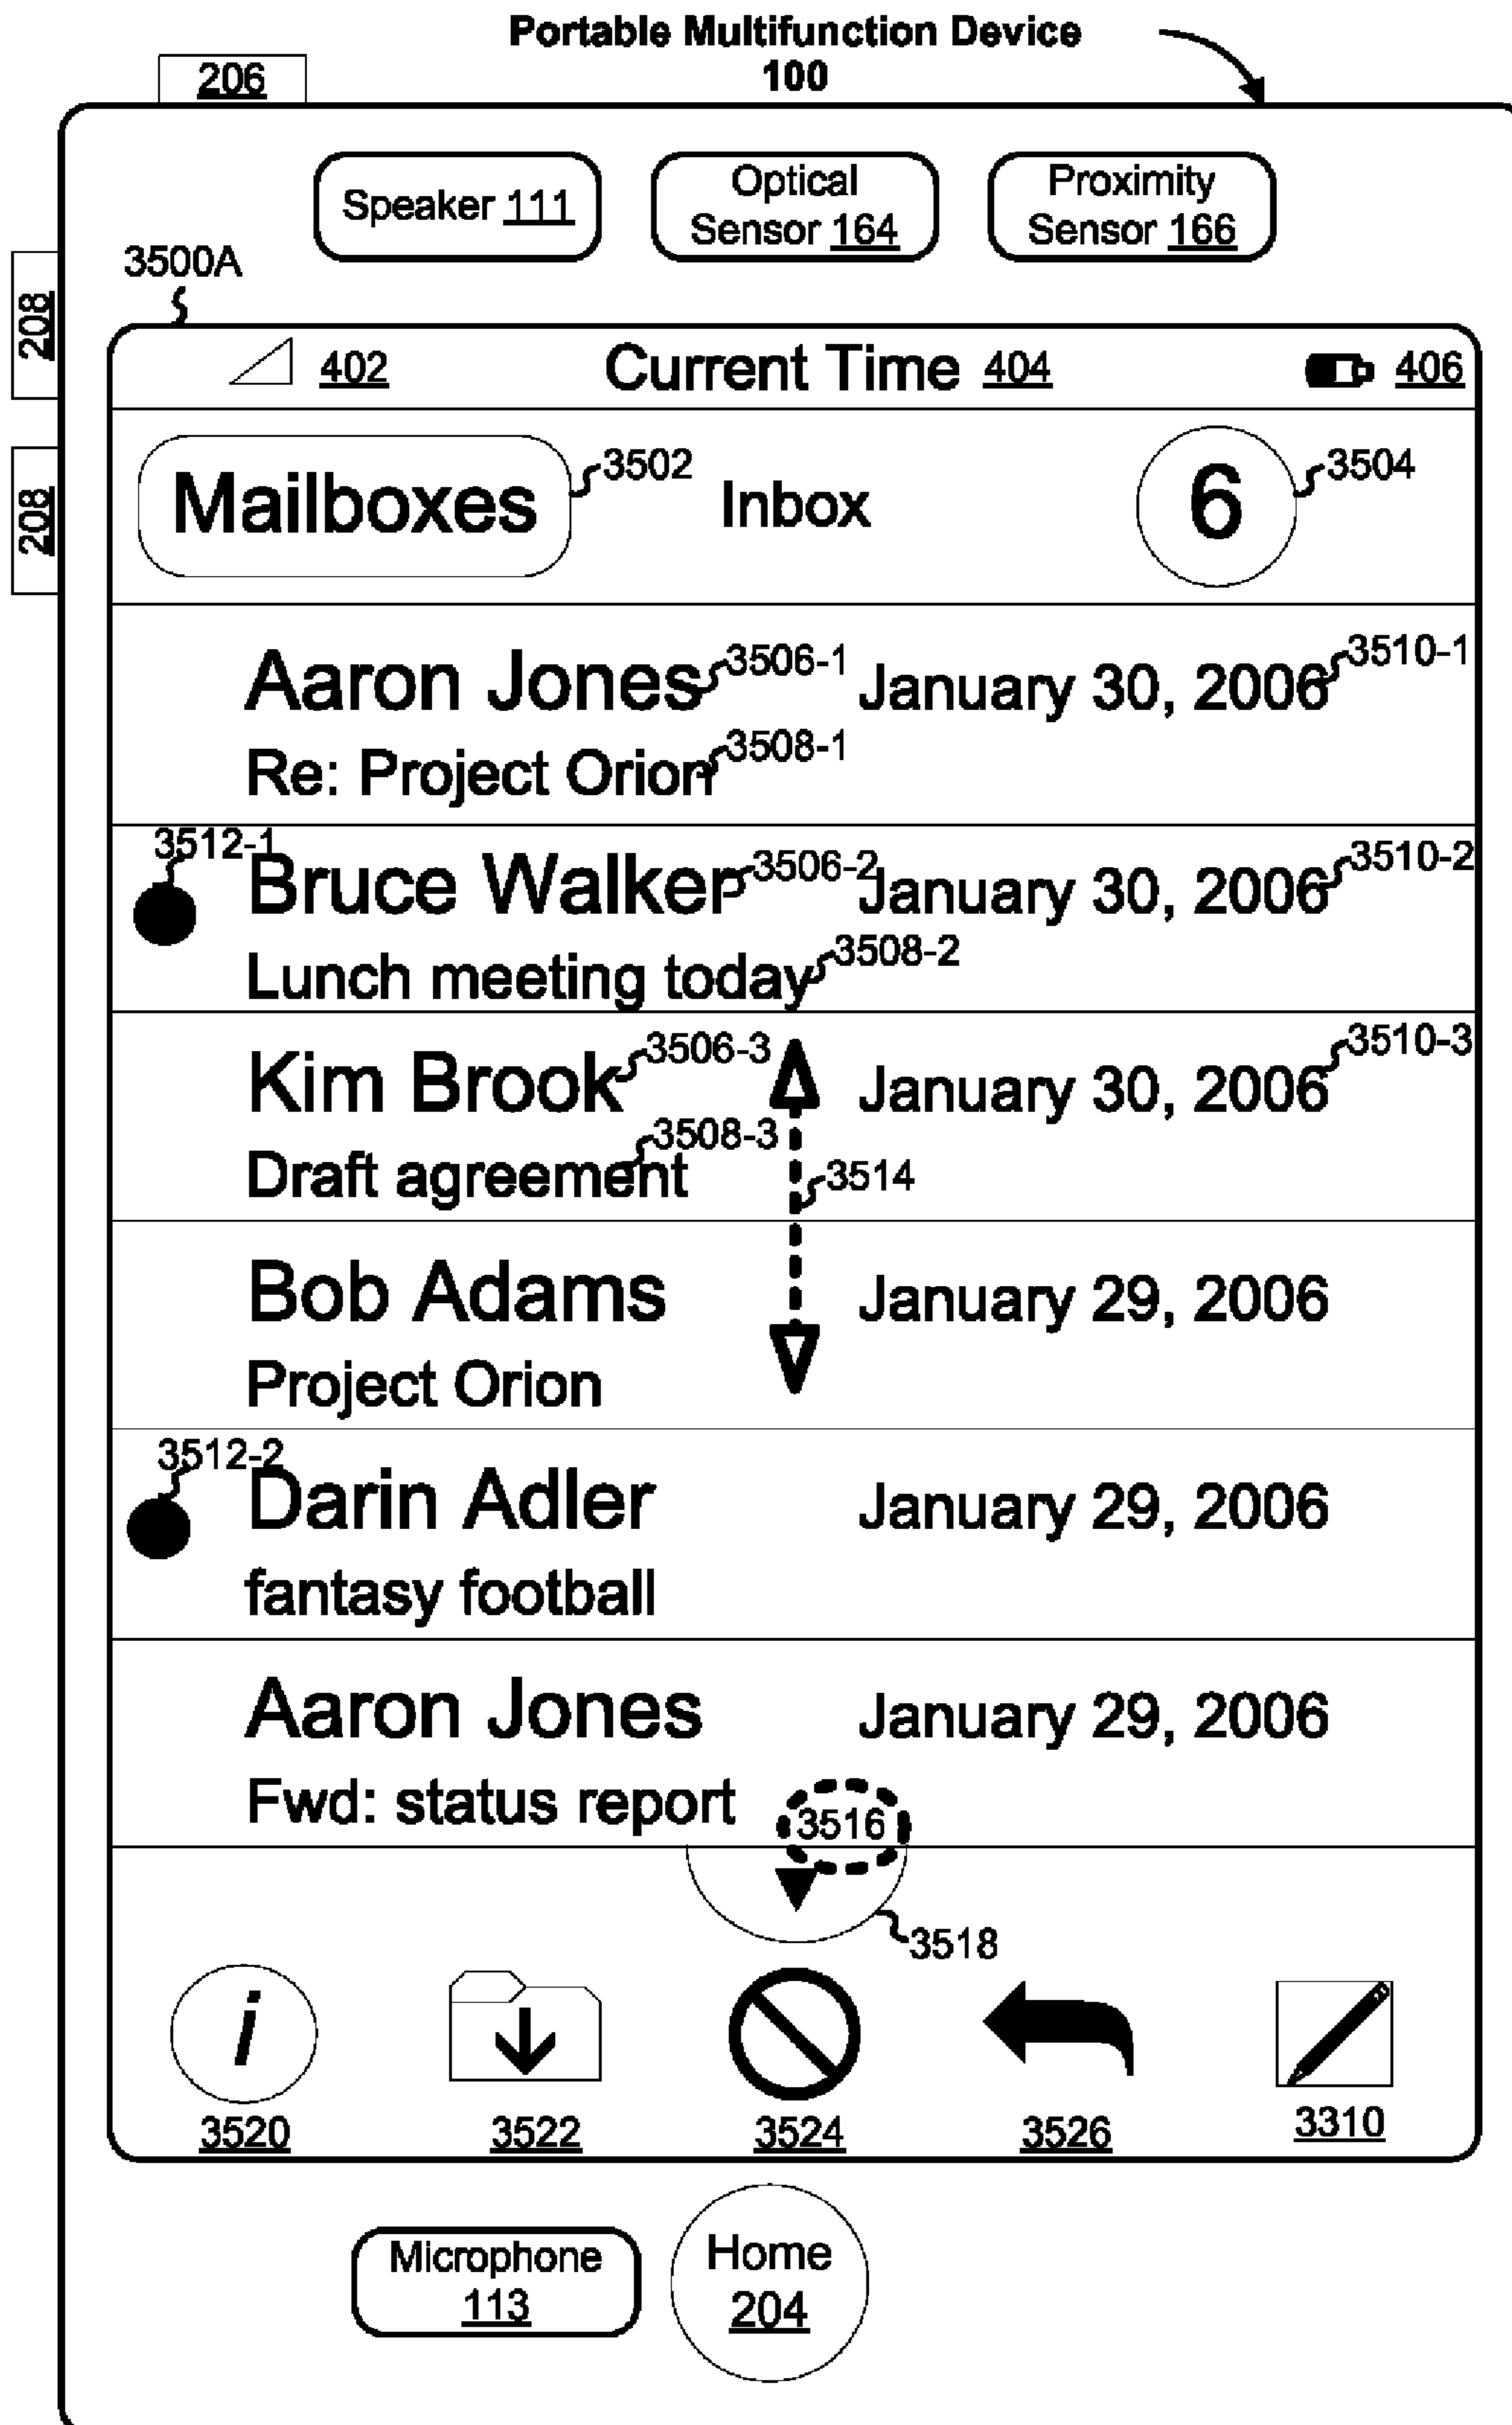 Portable Multifunction Device
100
206
Speaker 111
Optical
Sensor 164
Proximity
Sensor 166
3500A
208
208
402
Current Time 404
406
Mailboxes
3502
Inbox
6
3504
Aaron Jones
3506-1
January 30, 2006
3510-1
Re: Project Orion
3508-1
3512-1
Bruce Walker
3506-2
January 30, 2006
3510-2
Lunch meeting today
3508-2
Kim Brook
3506-3
January 30, 2006
3510-3
Draft agreement
3508-3
3514
Bob Adams
January 29, 2006
Project Orion
3512-2
Darin Adler
January 29, 2006
fantasy football
Aaron Jones
January 29, 2006
Fwd: status report
3516
3518
i
3520
3522
3524
3526
3310
Microphone
113
Home
204